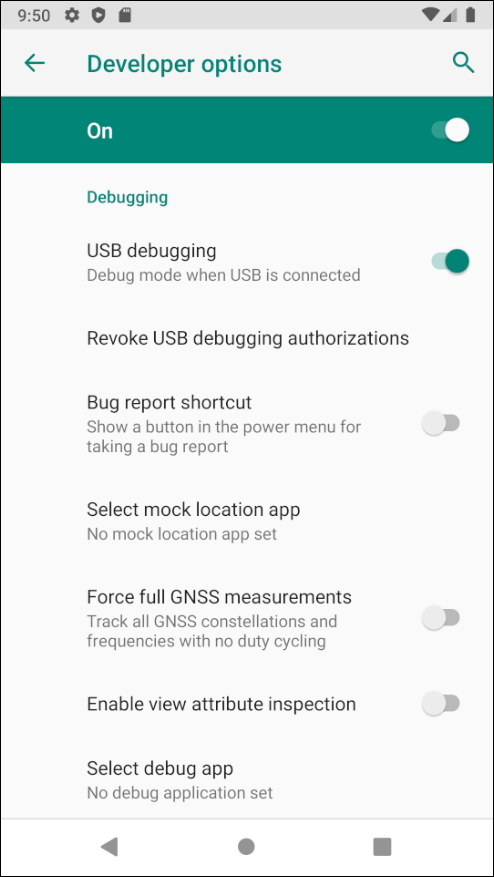 9:50
Developer options
On
Debugging
USB debugging
Debug mode when USB is connected
Revoke USB debugging authorizations
Bug report shortcut
Show a button in the power menu for
taking a bug report
Select mock location app
No mock location app set
Force full GNSS measurements
Track all GNSS constellations and
frequencies with no duty cycling
Enable view attribute inspection
Select debug app
No debug application set